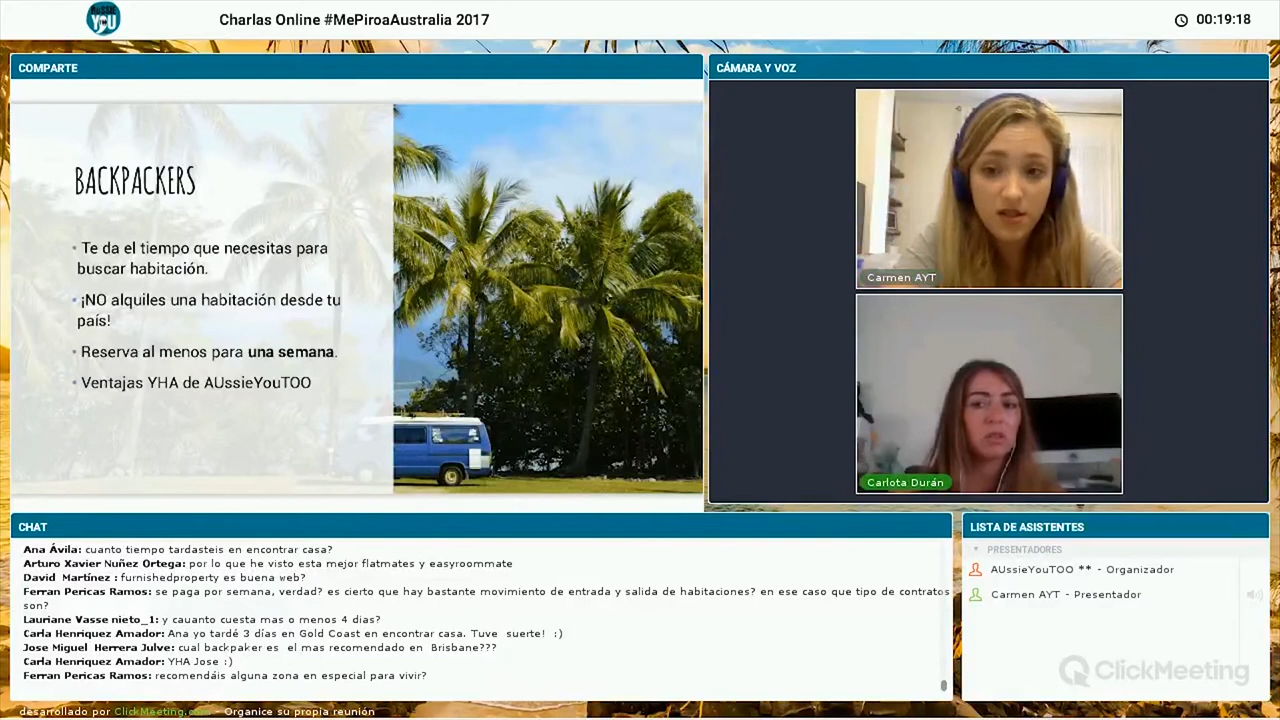 AUSSIE
YOU
TOO
Charlas Online #MePiroaAustralia 2017
00:19:18
COMPARTE
CÁMARA Y VOZ
BACKPACKERS
• Te da el tiempo que necesitas para
buscar habitación.
• ¡NO alquiles una habitación desde tu
país!
• Reserva al menos para una semana.
• Ventajas YHA de AUssieYouTOO
Carmen AYT
Carlota Durán
CHAT
Ana Ávila: cuanto tiempo tardasteis en encontrar casa?
Arturo Xavier Nuñez Ortega: por lo que he visto esta mejor flatmates y easyroommate
David Martínez : furnishedproperty es buena web?
Ferran Pericas Ramos: se paga por semana, verdad? es cierto que hay bastante movimiento de entrada y salida de habitaciones? en ese caso que tipo de contratos
son?
Lauriane Vasse nieto_1: y cauanto cuesta mas o menos 4 dias?
Carla Henriquez Amador: Ana yo tardé 3 días en Gold Coast en encontrar casa. Tuve suerte! :)
Jose Miguel Herrera Julve: cual backpaker es el mas recomendado en Brisbane???
Carla Henriquez Amador: YHA Jose :)
Ferran Pericas Ramos: recomendáis alguna zona en especial para vivir?
LISTA DE ASISTENTES
PRESENTADORES
AUssieYouTOO ** - Organizador
Carmen AYT - Presentador
ClickMeeting
desarrollado por ClickMeeting.com - Organice su propia reunión